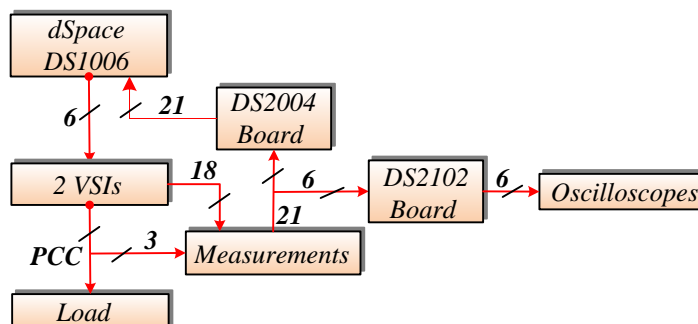 dSpace
DS1006
6
21
DS2004
Board
2 VSIs
18
6
DS2102
Board
6
Oscilloscopes
21
PCC
3
Measurements
Load